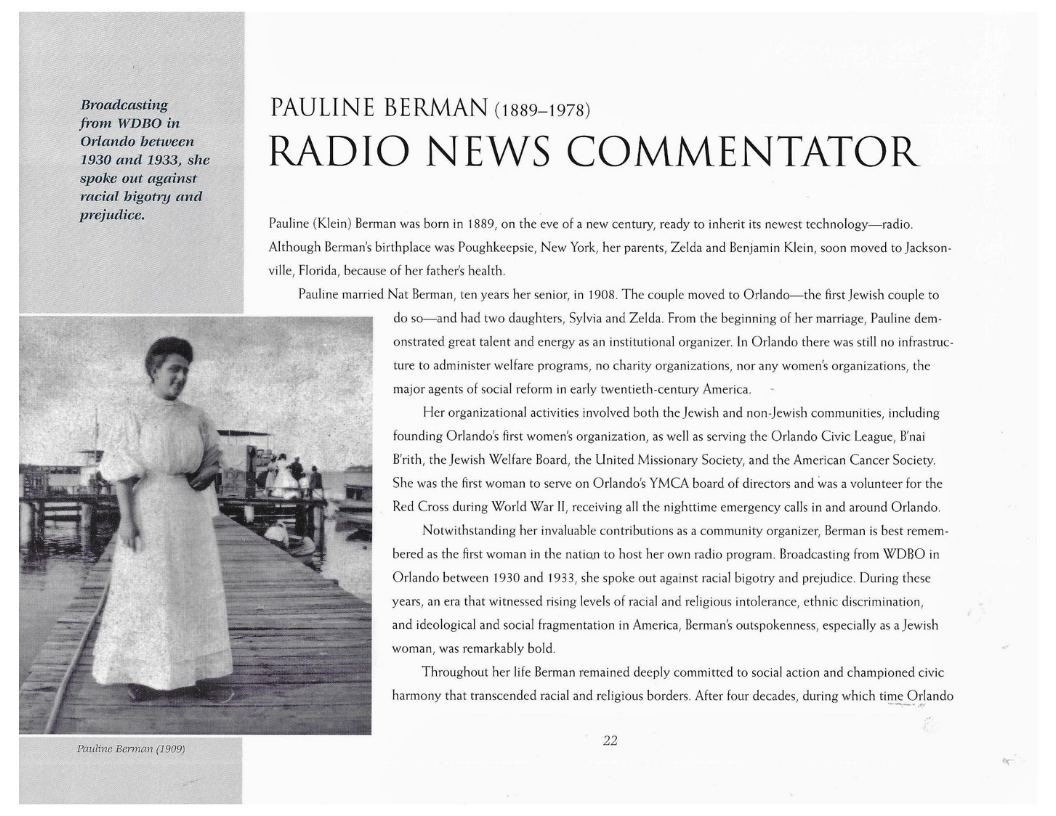 Broadcasting
from WDBO in
Orlando between
1930 and 1933, she
spoke out against
racial bigotry and
prejudice.
PAULINE BERMAN (1889–1978)
RADIO NEWS COMMENTATOR
Pauline (Klein) Berman was born in 1889, on the eve of a new century, ready to inherit its newest technology—radio.
Although Berman's birthplace was Poughkeepsie, New York, her parents, Zelda and Benjamin Klein, soon moved to Jackson-
ville, Florida, because of her father's health.
Pauline married Nat Berman, ten years her senior, in 1908. The couple moved to Orlando—the first Jewish couple to
do so—and had two daughters, Sylvia and Zelda. From the beginning of her marriage, Pauline dem-
onstrated great talent and energy as an institutional organizer. In Orlando there was still no infrastruc-
ture to administer welfare programs, no charity organizations, nor any women's organizations, the
major agents of social reform in early twentieth-century America.
Her organizational activities involved both the Jewish and non-Jewish communities, including
founding Orlando's first women's organization, as well as serving the Orlando Civic League, B'nai
B'rith, the Jewish Welfare Board, the United Missionary Society, and the American Cancer Society.
She was the first woman to serve on Orlando's YMCA board of directors and was a volunteer for the
Red Cross during World War II, receiving all the nighttime emergency calls in and around Orlando.
Notwithstanding her invaluable contributions as a community organizer, Berman is best remem-
bered as the first woman in the nation to host her own radio program. Broadcasting from WDBO in
Orlando between 1930 and 1933, she spoke out against racial bigotry and prejudice. During these
years, an era that witnessed rising levels of racial and religious intolerance, ethnic discrimination,
and ideological and social fragmentation in America, Berman's outspokenness, especially as a Jewish
woman, was remarkably bold.
Throughout her life Berman remained deeply committed to social action and championed civic
harmony that transcended racial and religious borders. After four decades, during which time Orlando
Pauline Berman (1909)
22